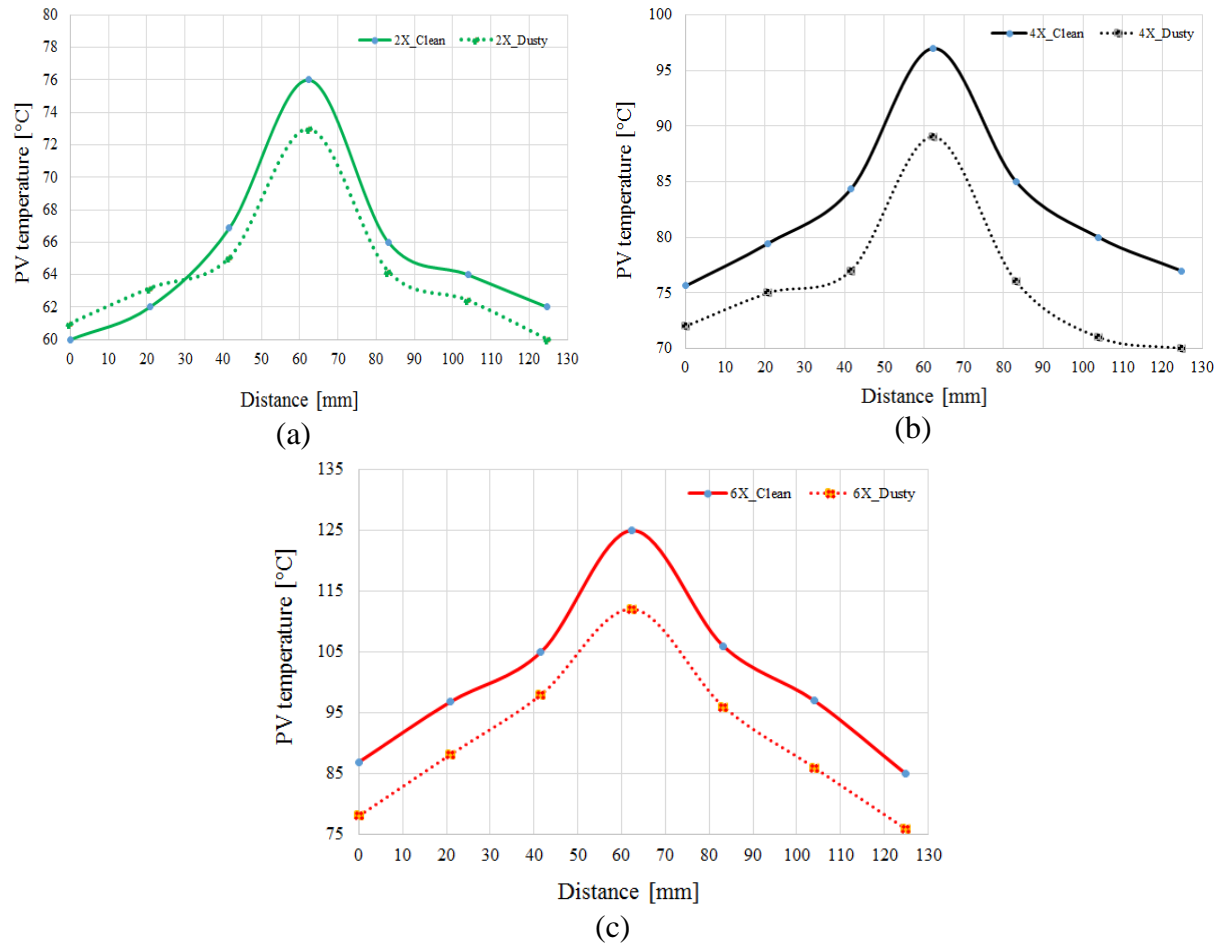 80
78
76
74
72
70
68
66
64
62
60
PV temperature [°C]
2X_Clean 2X_Dusty
0 10 20 30 40 50 60 70 80 90 100 110 120 130
Distance [mm]
(a)
100
95
90
85
80
75
70
PV temperature [°C]
4X_Clean 4X_Dusty
0 10 20 30 40 50 60 70 80 90 100 110 120 130
Distance [mm]
(b)
135
125
115
105
95
85
75
PV temperature [°C]
6X_Clean 6X_Dusty
0 10 20 30 40 50 60 70 80 90 100 110 120 130
Distance [mm]
(c)